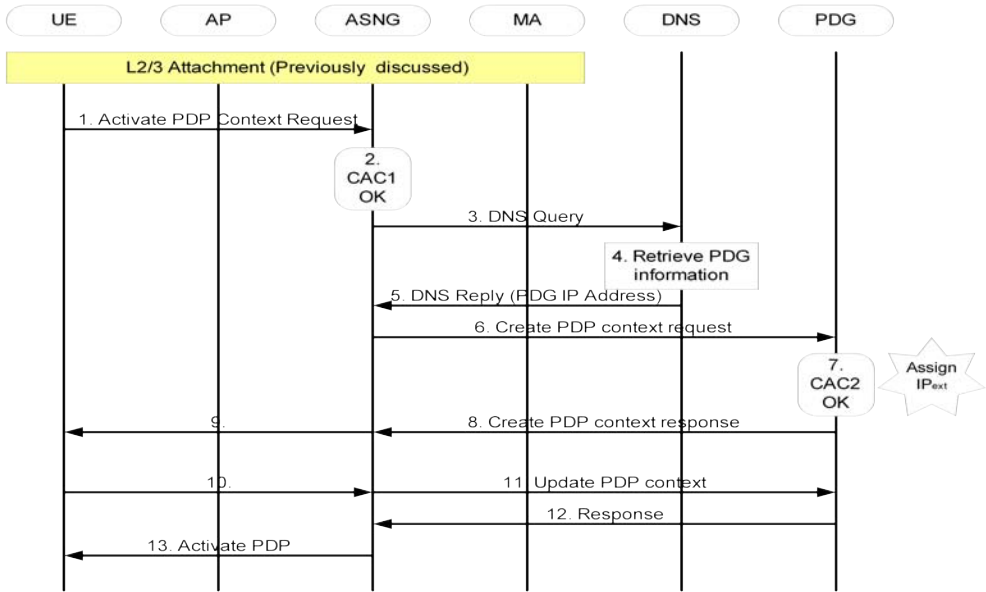 UE AP ASNG MA DNS PDG
L2/3 Attachment (Previously discussed)
1. Activate PDP Context Request
2.
CAC1
OK
3. DNS Query
4. Retrieve PDG
information
5. DNS Reply (PDG IP Address)
6. Create PDP context request
7.
CAC2
OK
Assign
IPext
9.
8. Create PDP context response
10.
11. Update PDP context
12. Response
13. Activate PDP